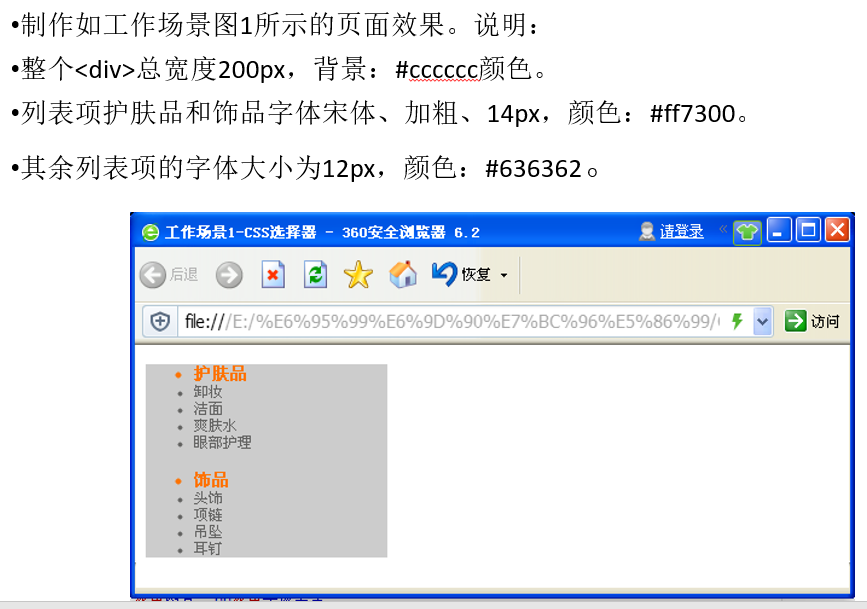 •制作如工作场景图1所示的页面效果。说明：
•整个<div>总宽度200px，背景：#cccccc颜色。
•列表项护肤品和饰品字体宋体、加粗、14px，颜色：#ff7300。
•其余列表项的字体大小为12px，颜色：#636362。
工作场景1-CSS选择器 - 360安全浏览器 6.2 请登录 «
后退 恢复
file:///E:/%E6%95%99%E6%9D%90%E7%BC%96%E5%86%99/ 访问
• 护肤品
• 卸妆
• 洁面
• 爽肤水
• 眼部护理
• 饰品
• 头饰
• 项链
• 吊坠
• 耳钉